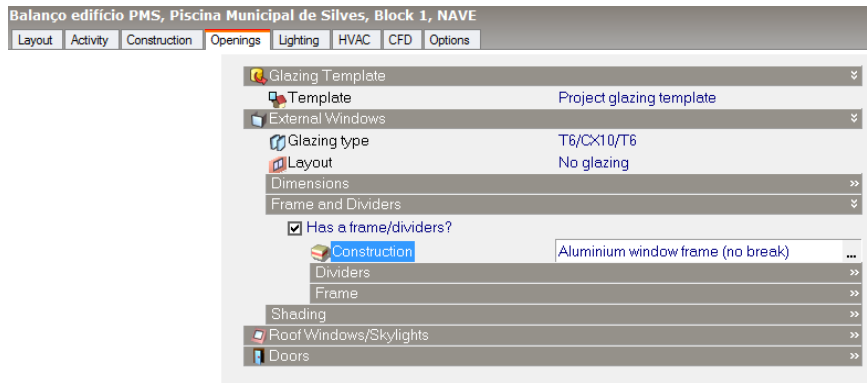 Balanço edifício PMS, Piscina Municipal de Silves, Block 1, NAVE
Layout Activity Construction Openings Lighting HVAC CFD Options
Glazing Template
Template Project glazing template
External Windows
Glazing type T6/CX10/T6
Layout No glazing
Dimensions
Frame and Dividers
Has a frame/dividers?
Construction Aluminium window frame (no break) ...
Dividers
Frame
Shading
Roof Windows/Skylights
Doors